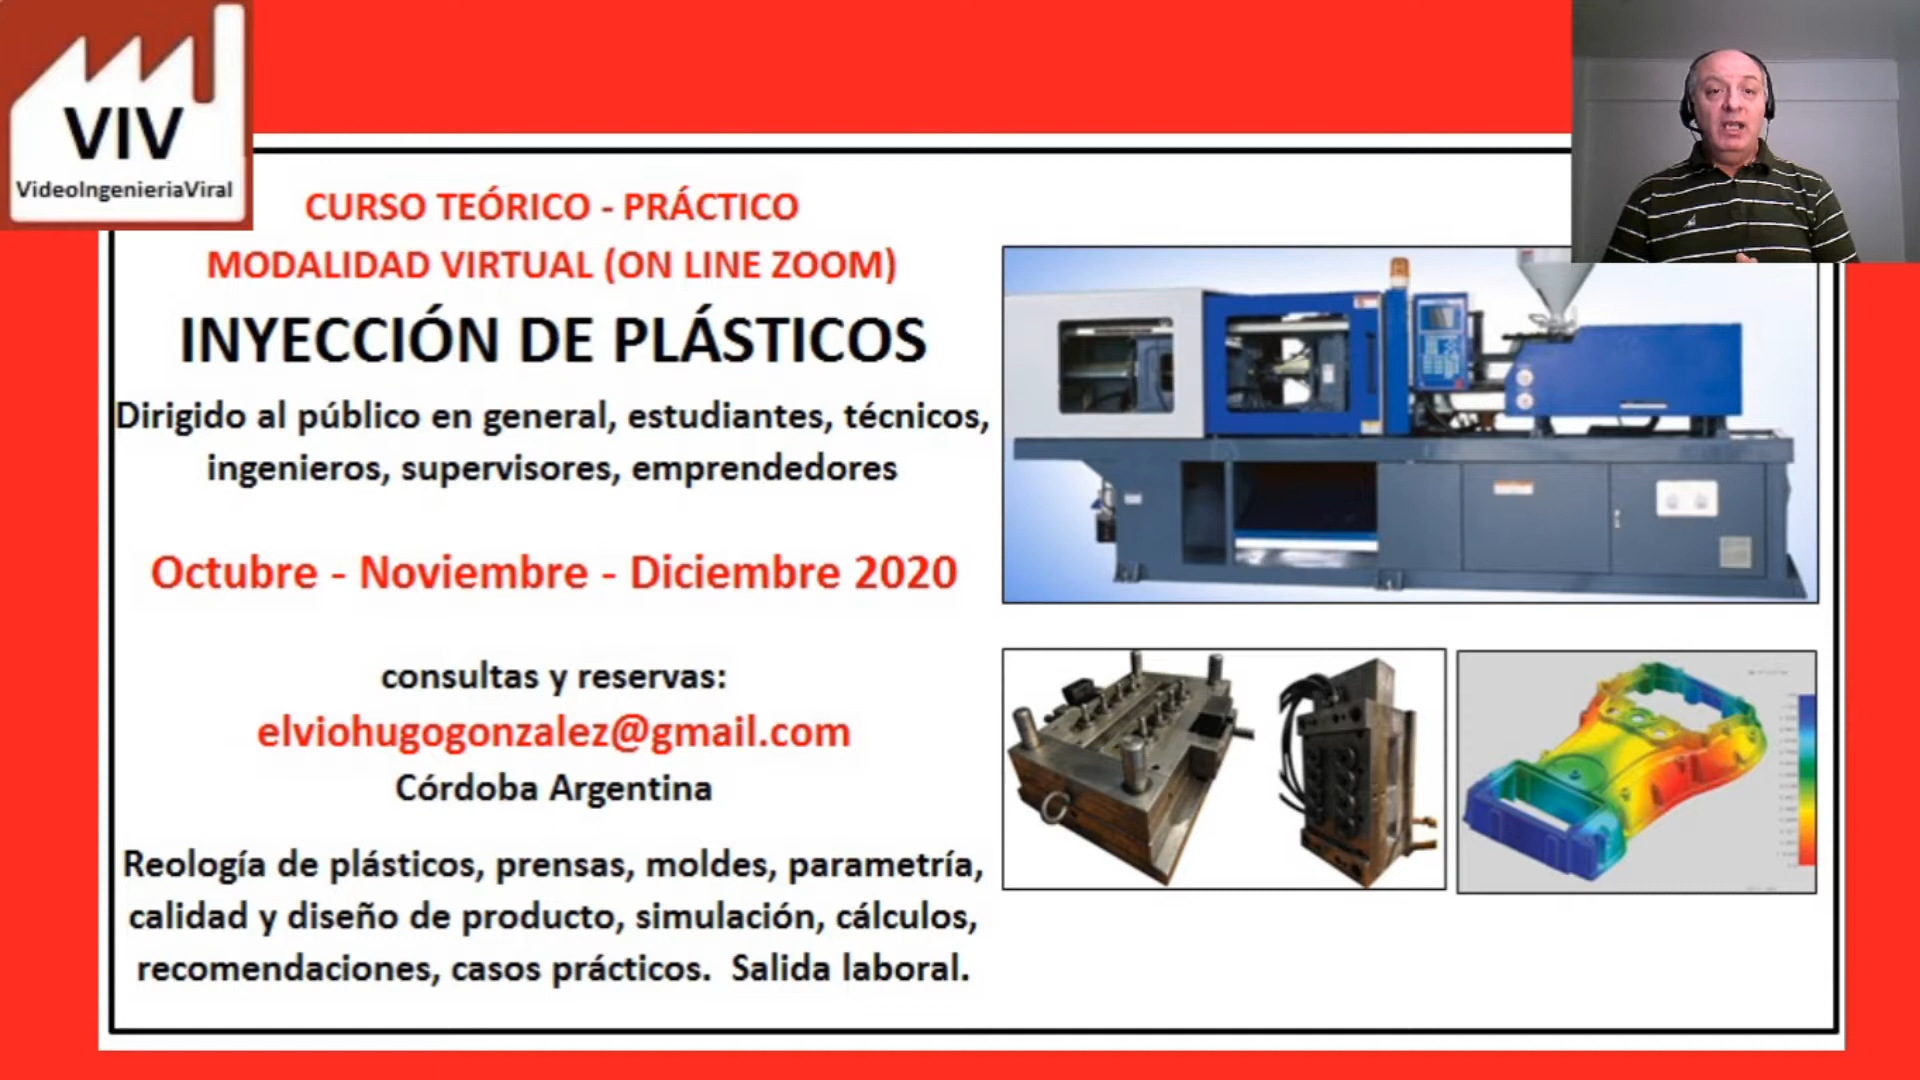 VIV
VideoIngenieriaViral
CURSO TEÓRICO - PRÁCTICO
MODALIDAD VIRTUAL (ON LINE ZOOM)
INYECCIÓN DE PLÁSTICOS
Dirigido al público en general, estudiantes, técnicos,
ingenieros, supervisores, emprendedores
Octubre - Noviembre - Diciembre 2020
consultas y reservas:
elviohugogonzalez@gmail.com
Córdoba Argentina
Reología de plásticos, prensas, moldes, parametría,
calidad y diseño de producto, simulación, cálculos,
recomendaciones, casos prácticos.  Salida laboral.